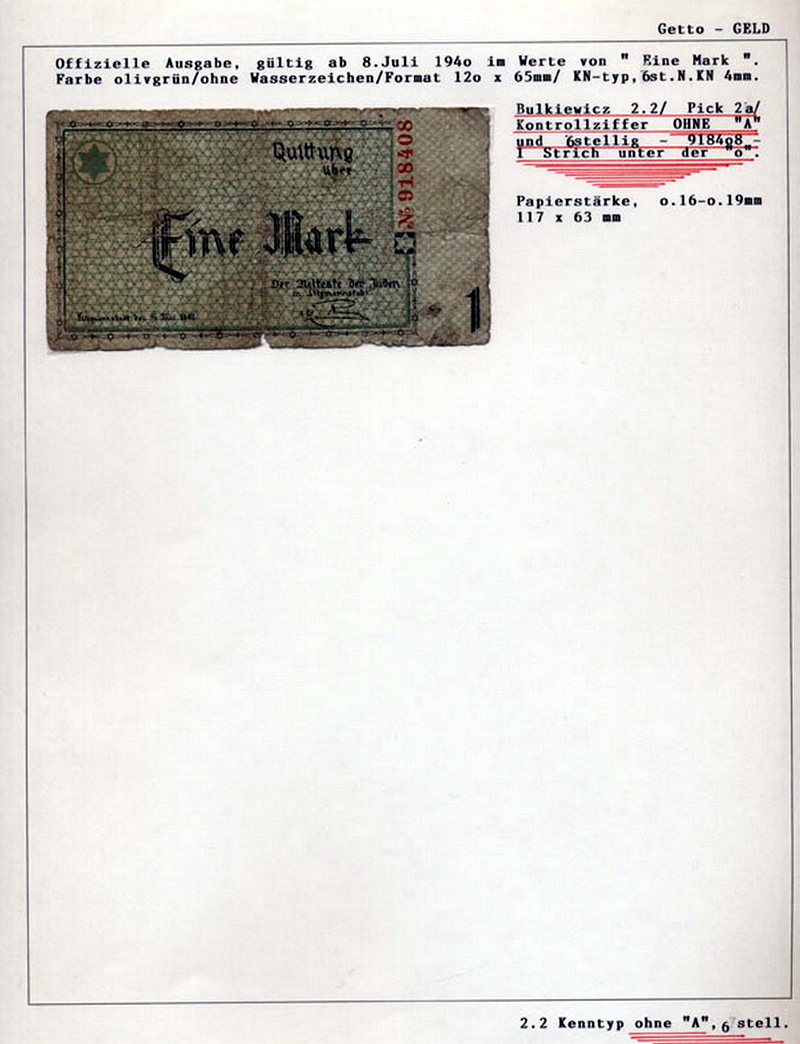 Getto - GELD
Offizielle Ausgabe, gültig ab 8.Juli 194o im Werte von " Eine Mark ".
Farbe olivgrün/ohne Wasserzeichen/Format 12o x 65mm/ KN-typ,6st.N.KN 4mm.
Bulkiewicz 2.2/ Pick 2a/
Kontrollziffer OHNE "A"
und 6stellig - 9184o8 -
1 Strich unter der "o".
Papierstärke, o.16-o.19mm
117 x 63 mm
Quittung
über
Eine Mark
№ 918408
Der Aelteste der Juden
in Litzmannstadt
1
2.2 Kenntyp ohne "A",6 stell.